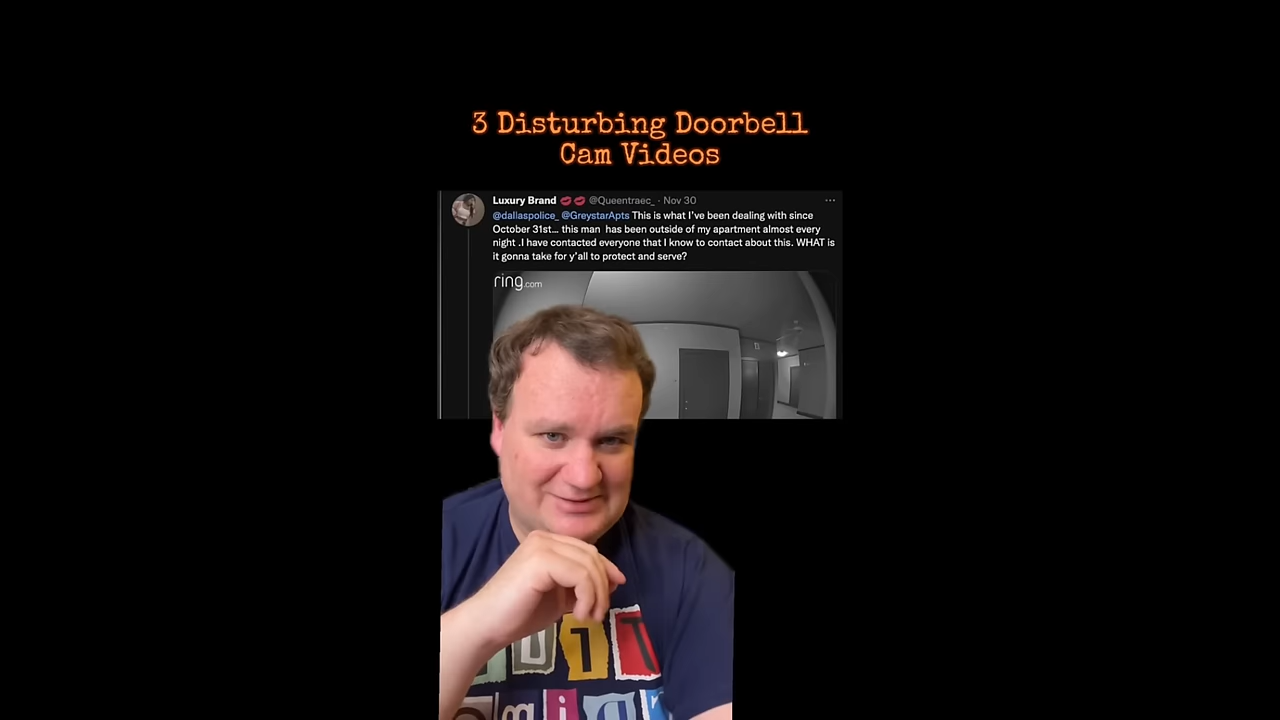 3 Disturbing Doorbell
Cam Videos
Luxury Brand 💋 💋 @Queentraec_ · Nov 30
@dallaspolice_ @GreystarApts This is what I've been dealing with since
October 31st... this man  has been outside of my apartment almost every
night .I have contacted everyone that I know to contact about this. WHAT is
it gonna take for y'all to protect and serve?
ring.com